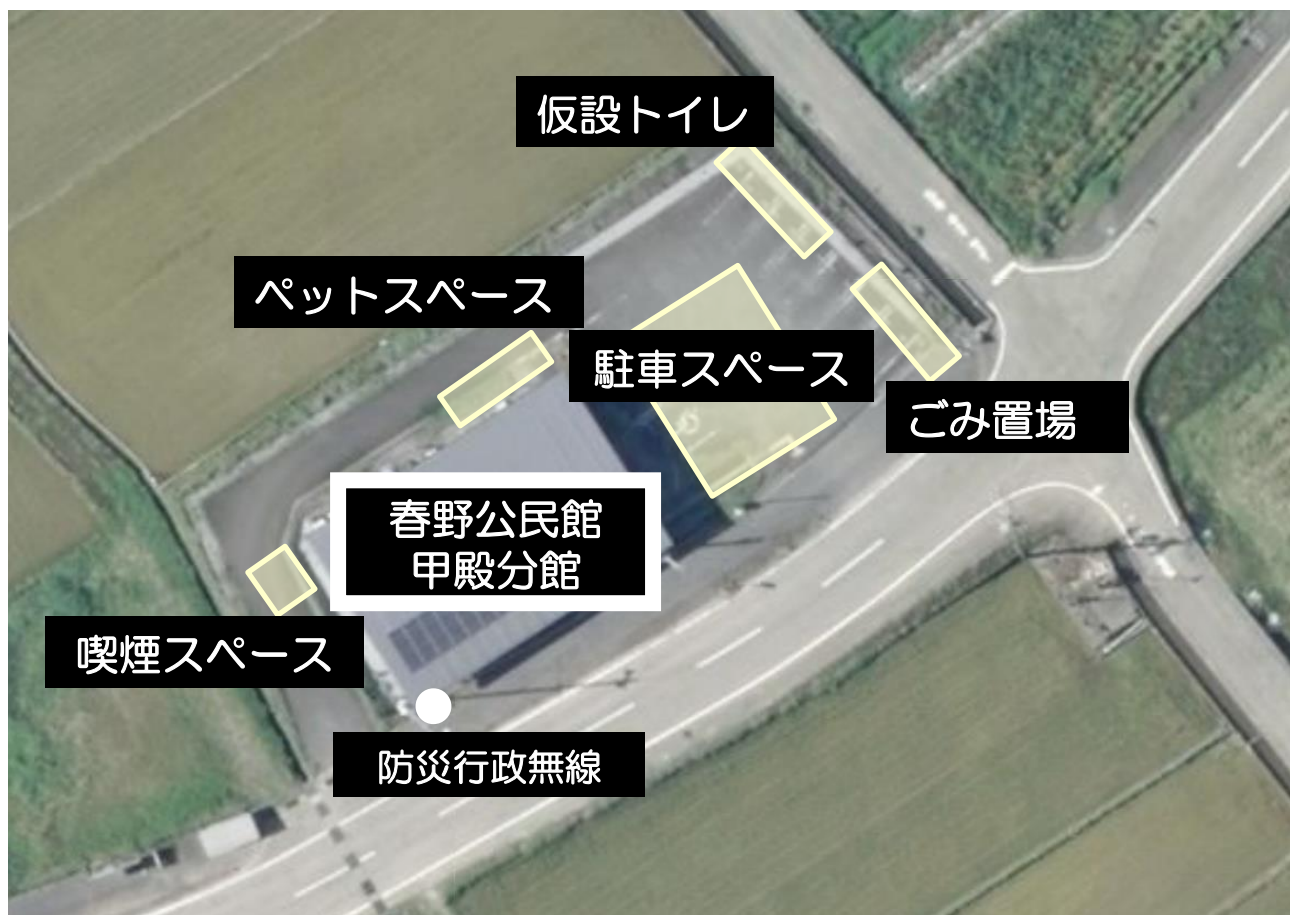 仮設トイレ
ペットスペース
駐車スペース
ごみ置場
春野公民館
甲殿分館
喫煙スペース
防災行政無線